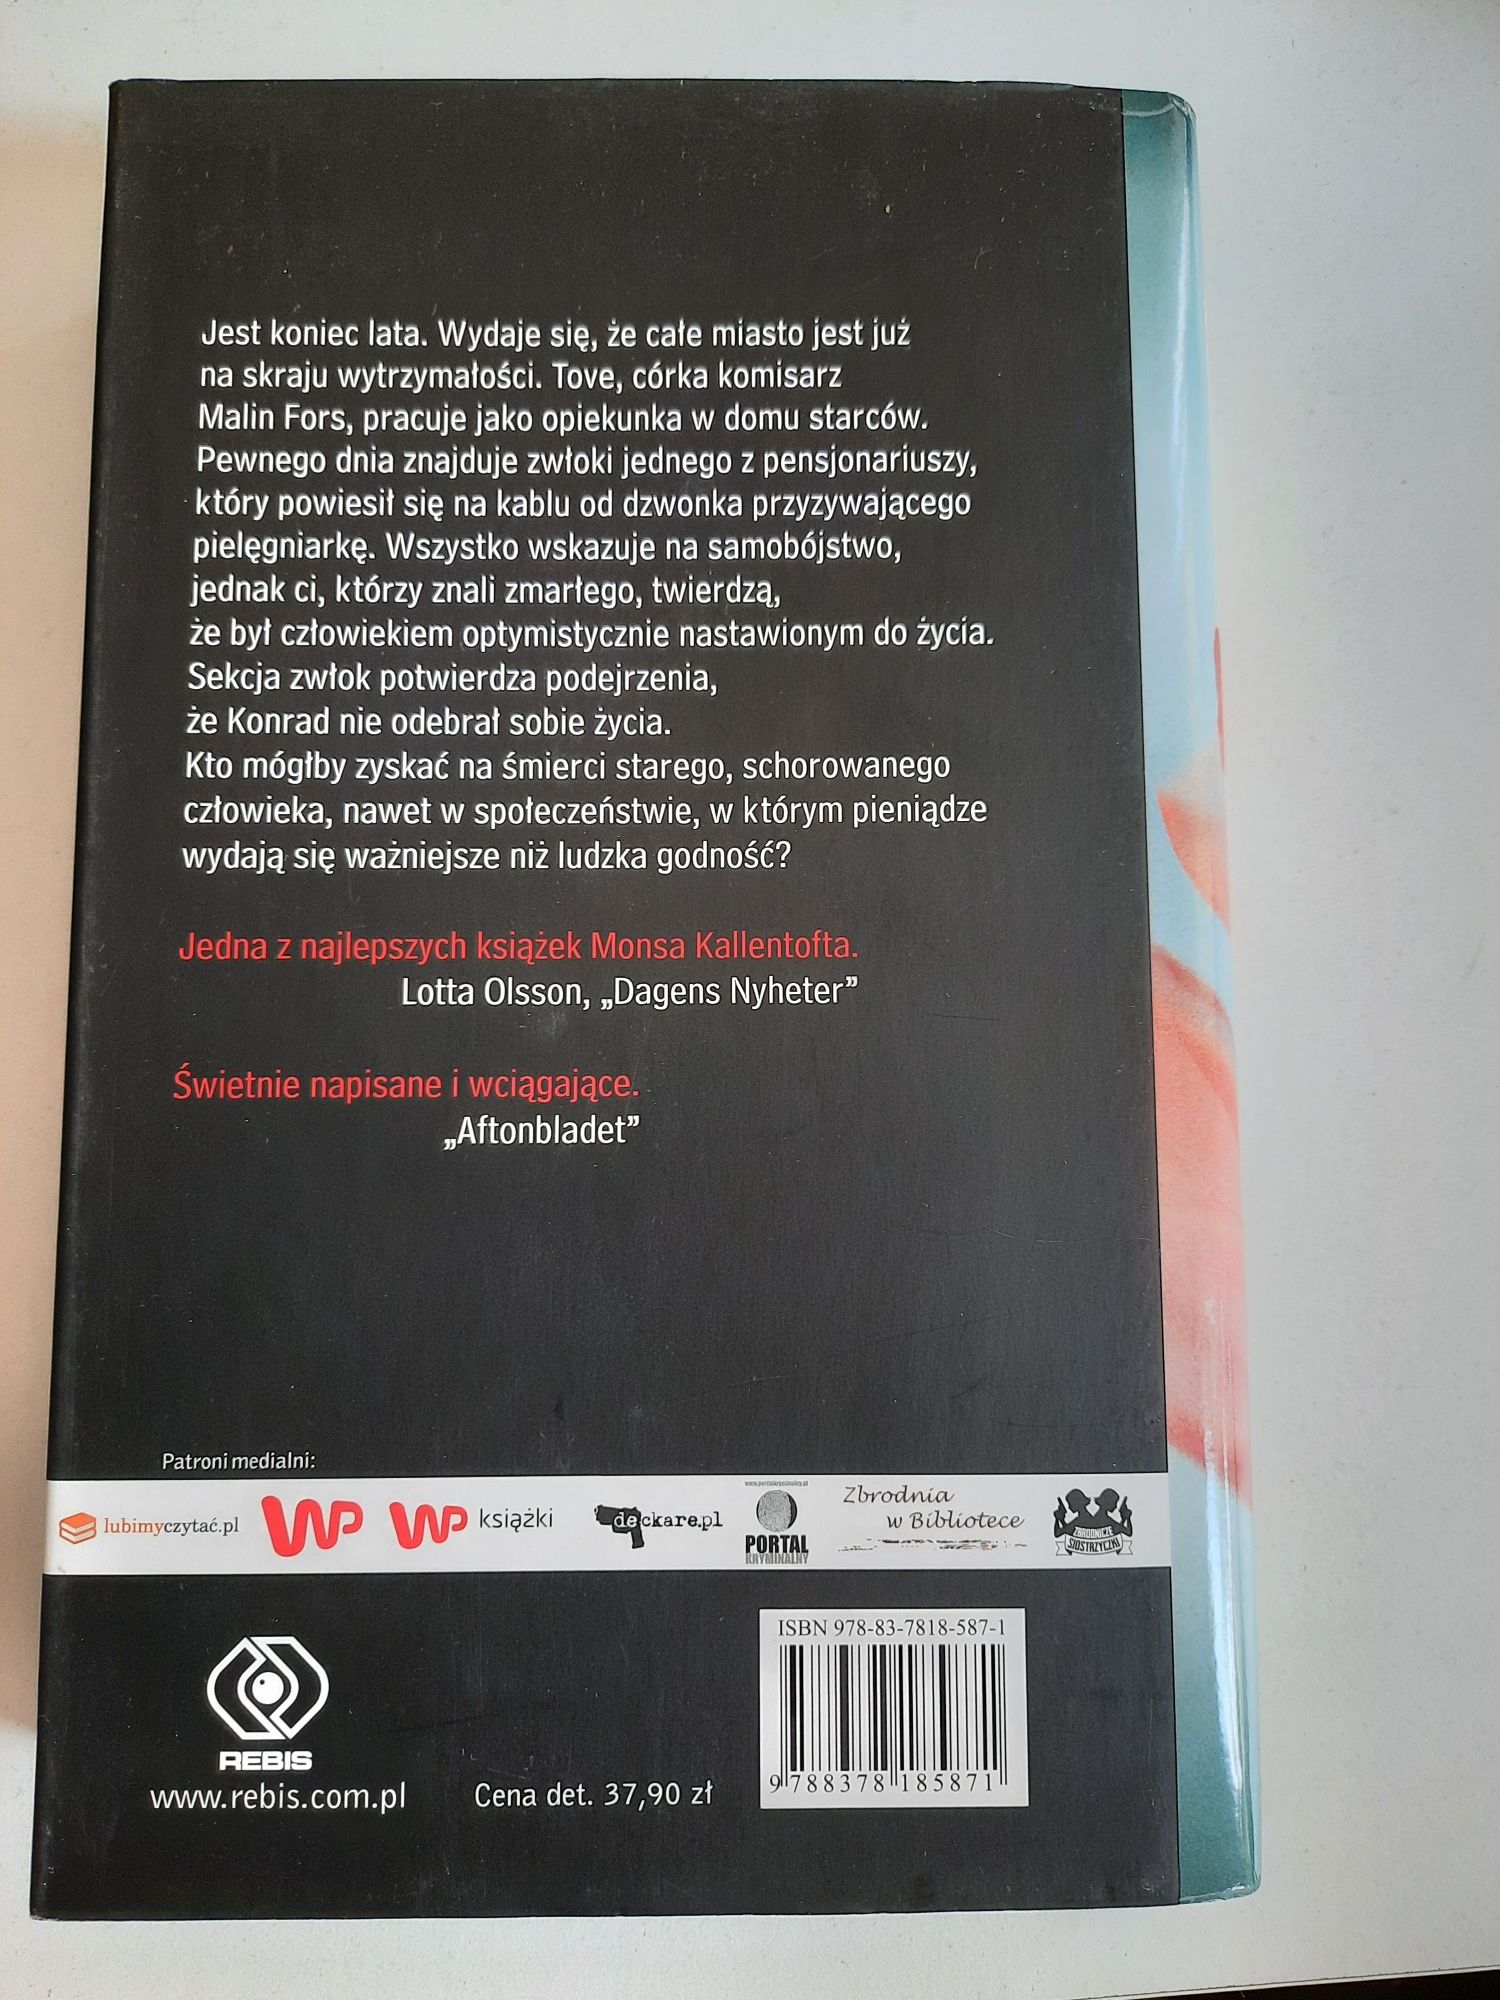 Jest koniec lata. Wydaje się, że całe miasto jest już
na skraju wytrzymałości. Tove, córka komisarz
Malin Fors, pracuje jako opiekunka w domu starców.
Pewnego dnia znajduje zwłoki jednego z pensjonariuszy,
który powiesił się na kablu od dzwonka przyzywającego
pielęgniarkę. Wszystko wskazuje na samobójstwo,
jednak ci, którzy znali zmarłego, twierdzą,
że był człowiekiem optymistycznie nastawionym do życia.
Sekcja zwłok potwierdza podejrzenia,
że Konrad nie odebrał sobie życia.
Kto mógłby zyskać na śmierci starego, schorowanego
człowieka, nawet w społeczeństwie, w którym pieniądze
wydają się ważniejsze niż ludzka godność?
Jedna z najlepszych książek Monsa Kallentofta.
Lotta Olsson, „Dagens Nyheter”
Świetnie napisane i wciągające.
„Aftonbladet”
Patroni medialni:
lubimyczytać.pl
WP
WP książki
deckare.pl
www.portalkryminalny.pl
PORTAL
KRYMINALNY
Zbrodnia
w Bibliotece
ZBRODNICZE
SIOSTRZYCZKI
REBIS
www.rebis.com.pl
Cena det. 37,90 zł
ISBN 978-83-7818-587-1
9 788378 185871